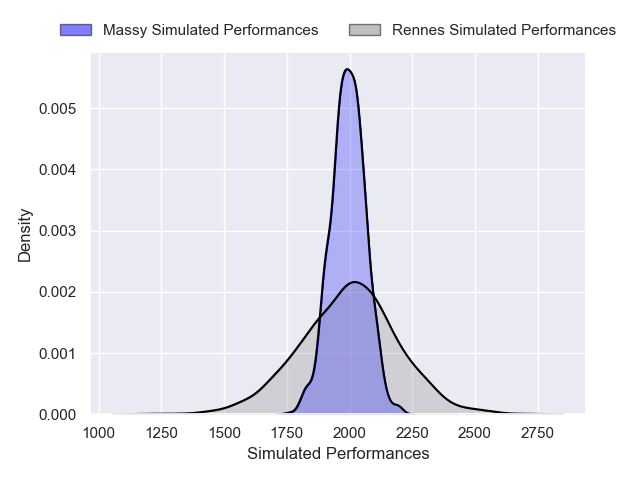 Massy Simulated Performances
Rennes Simulated Performances
Density
0.005
0.004
0.003
0.002
0.001
0.000
1000 1250 1500 1750 2000 2250 2500 2750
Simulated Performances